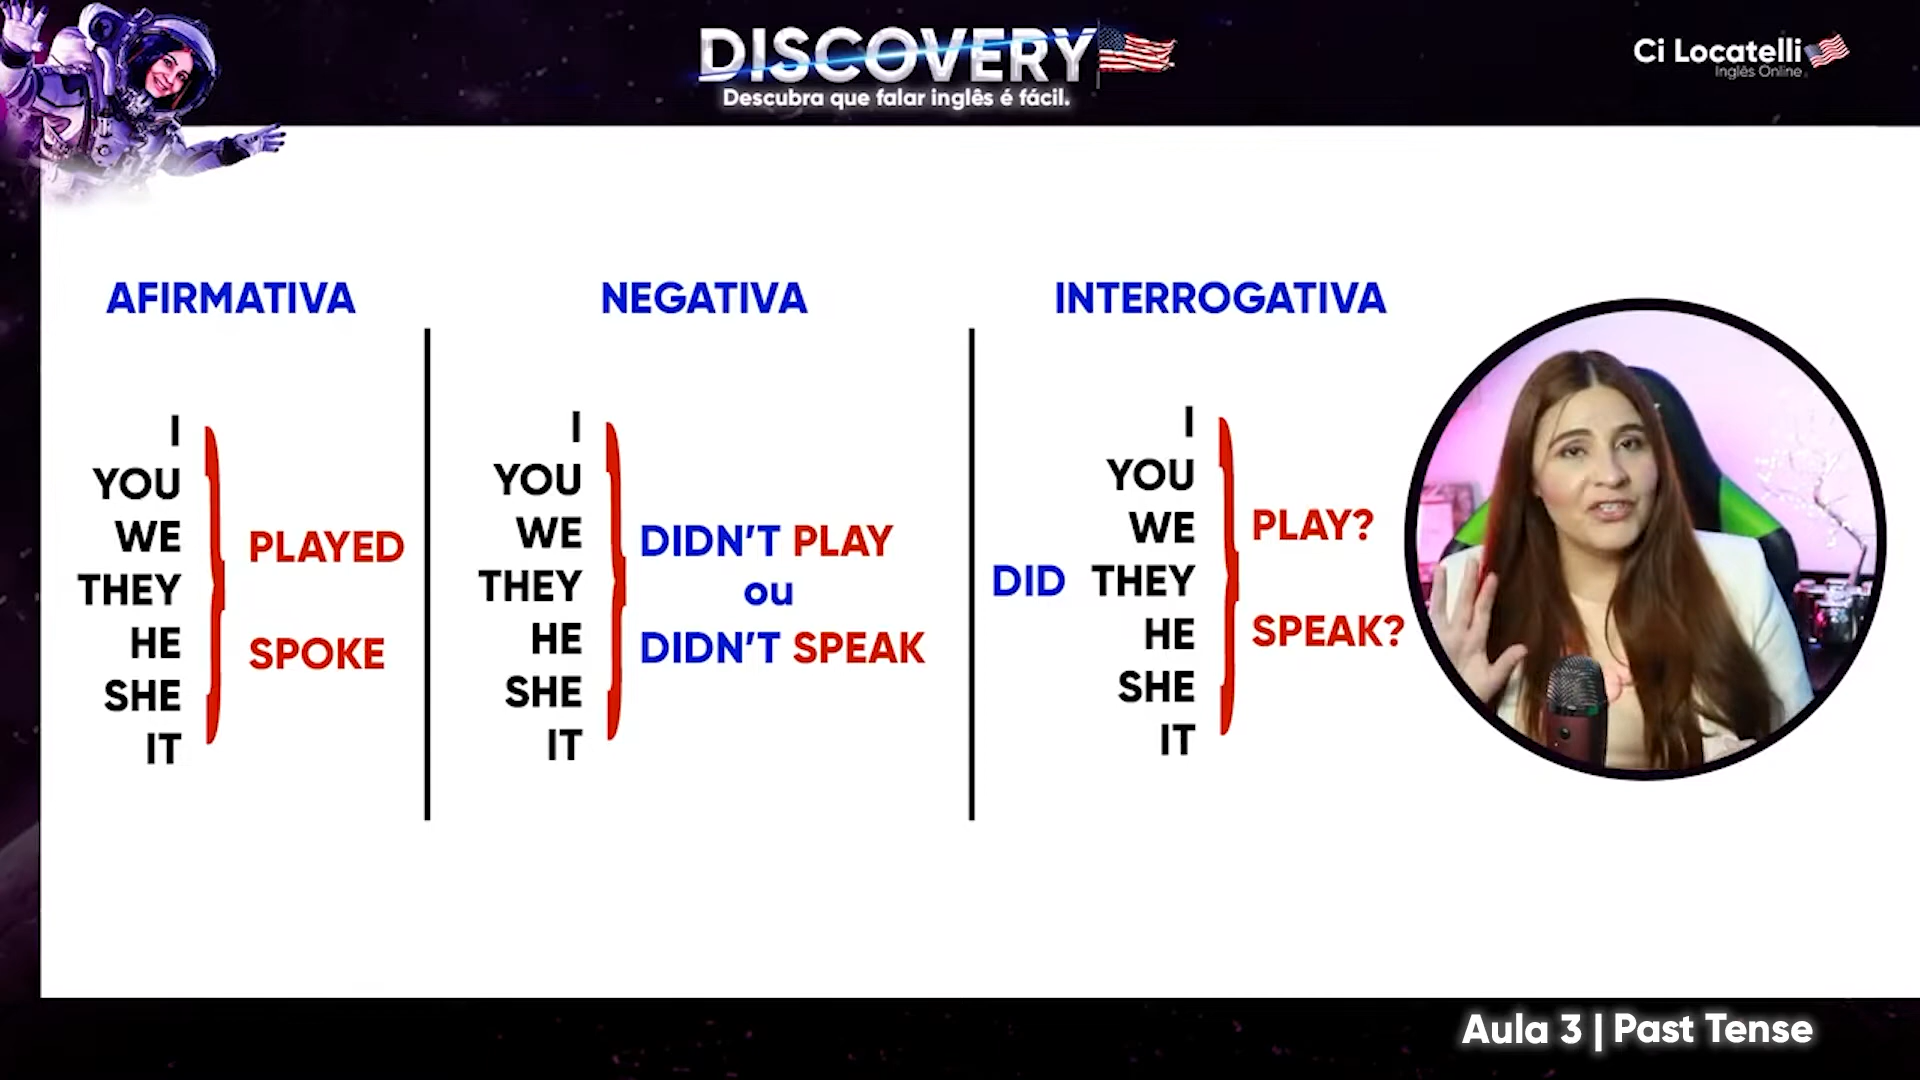 DISCOVERY
Descubra que falar inglês é fácil.
Ci Locatelli
Inglês Online
AFIRMATIVA
I
YOU
WE
THEY
HE
SHE
IT
PLAYED
SPOKE
NEGATIVA
I
YOU
WE
THEY
HE
SHE
IT
DIDN'T PLAY
ou
DIDN'T SPEAK
INTERROGATIVA
DID
I
YOU
WE
THEY
HE
SHE
IT
PLAY?
SPEAK?
Aula 3 | Past Tense